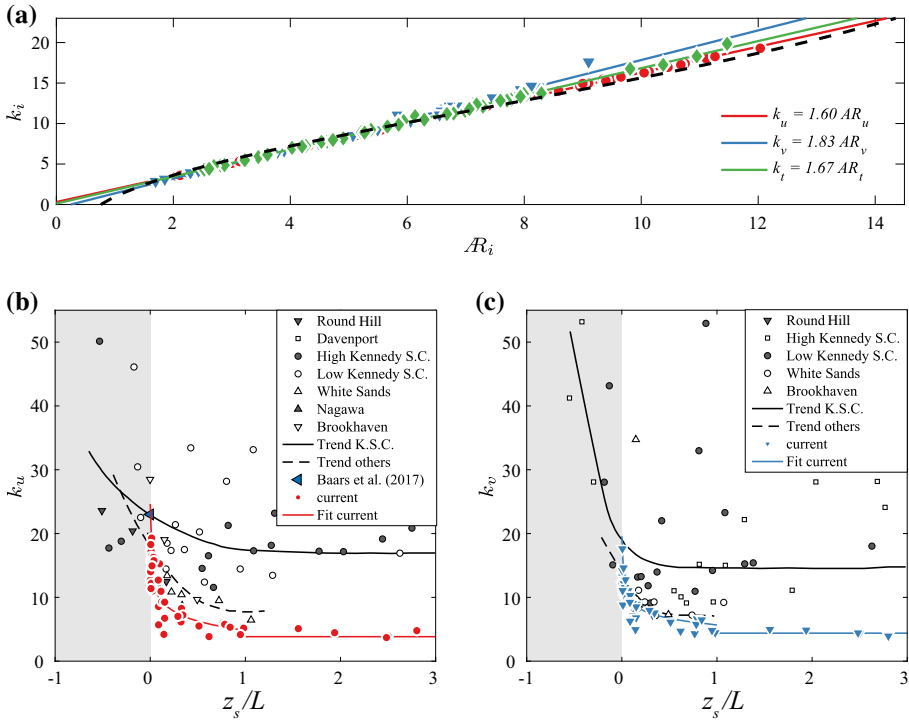 (a)
20
15
10
5
0
k_i
0 2 4 6 8 10 12 14
ÆR_i
k_u = 1.60 ÆR_u
k_v = 1.83 ÆR_v
k_t = 1.67 ÆR_t
(b)
50
40
30
20
10
0
k_u
-1 0 1 2 3
z_s/L
Round Hill
Davenport
High Kennedy S.C.
Low Kennedy S.C.
White Sands
Nagawa
Brookhaven
Trend K.S.C.
Trend others
Baars et al. (2017)
current
Fit current
(c)
50
40
30
20
10
0
k_v
-1 0 1 2 3
z_s/L
Round Hill
High Kennedy S.C.
Low Kennedy S.C.
White Sands
Brookhaven
Trend K.S.C.
Trend others
current
Fit current